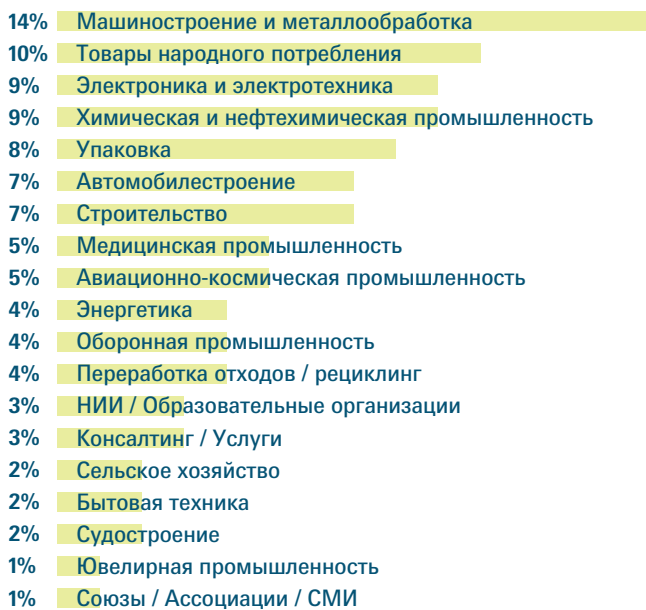 14% Машиностроение и металлообработка
10% Товары народного потребления
9% Электроника и электротехника
9% Химическая и нефтехимическая промышленность
8% Упаковка
7% Автомобилестроение
7% Строительство
5% Медицинская промышленность
5% Авиационно-космическая промышленность
4% Энергетика
4% Оборонная промышленность
4% Переработка отходов / рециклинг
3% НИИ / Образовательные организации
3% Консалтинг / Услуги
2% Сельское хозяйство
2% Бытовая техника
2% Судостроение
1% Ювелирная промышленность
1% Союзы / Ассоциации / СМИ